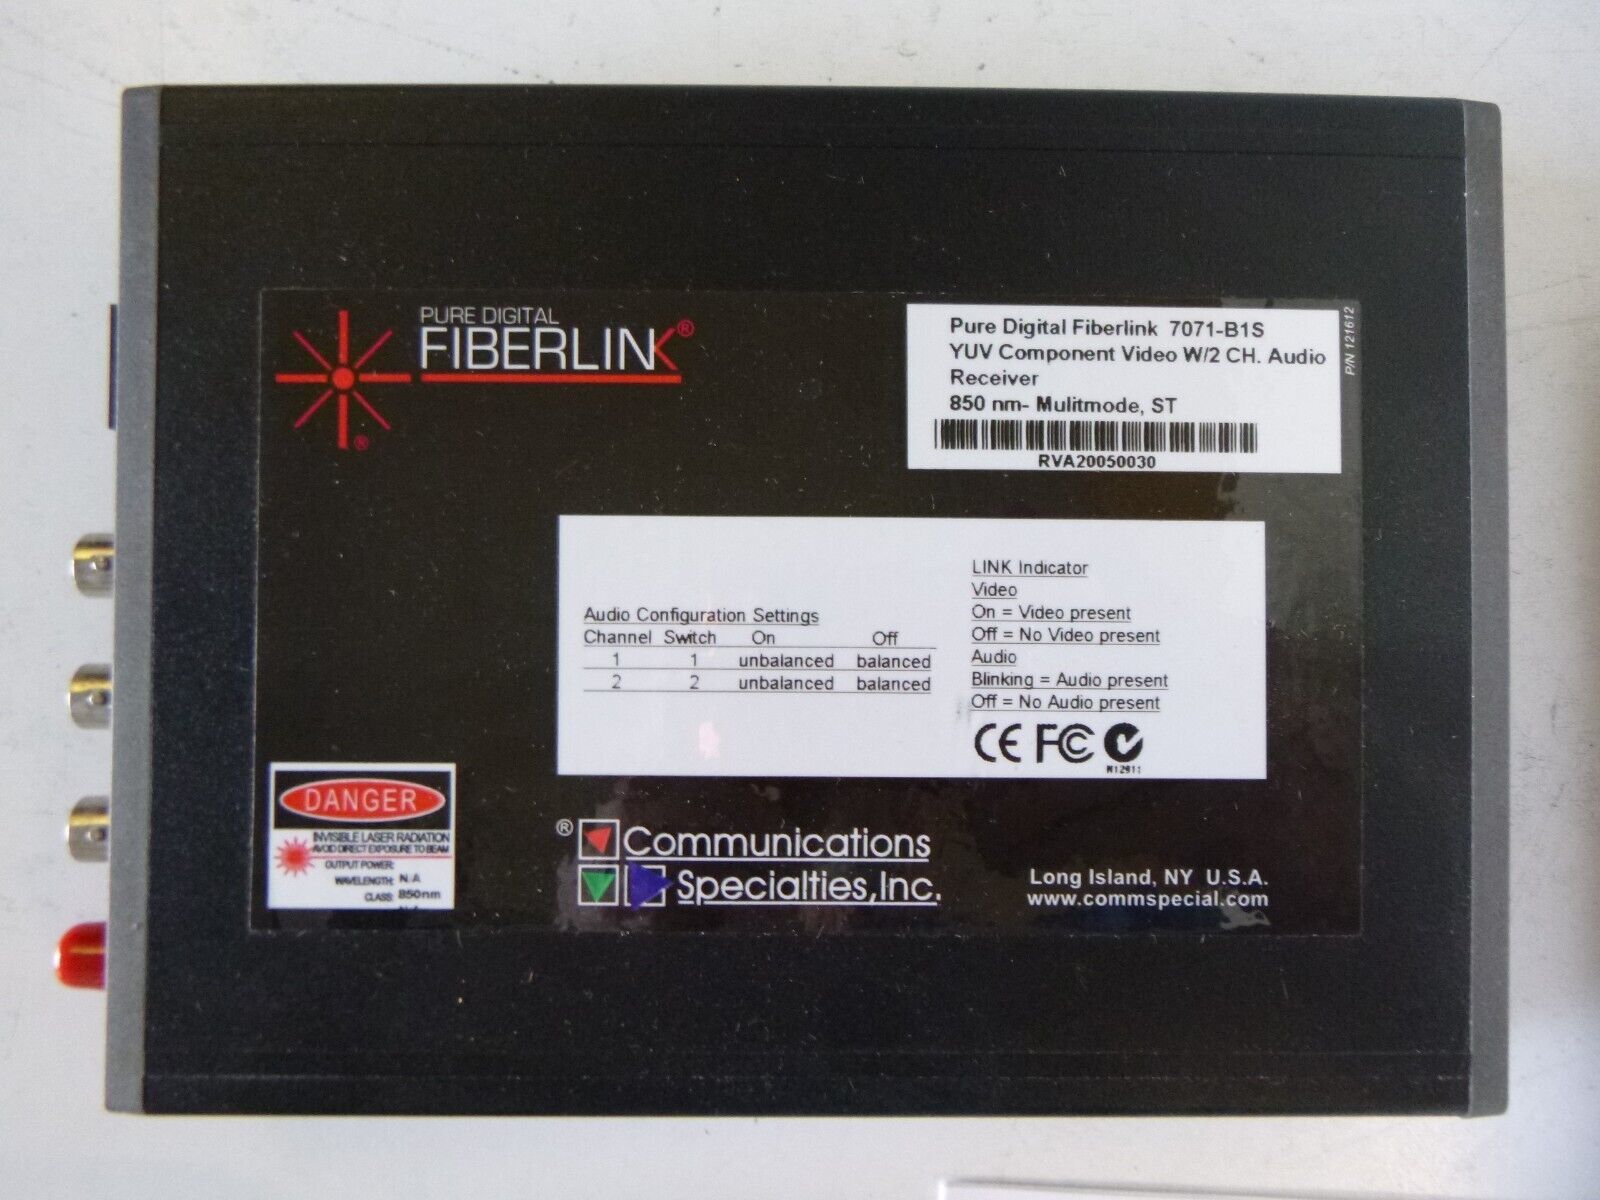 PURE DIGITAL
FIBERLINK®
®
Pure Digital Fiberlink 7071-B1S
YUV Component Video W/2 CH. Audio
Receiver
850 nm- Mulitmode, ST
RVA20050030
P/N 121612
Audio Configuration Settings
Channel Switch On Off
1 1 unbalanced balanced
2 2 unbalanced balanced
LINK Indicator
Video
On = Video present
Off = No Video present
Audio
Blinking = Audio present
Off = No Audio present
CE FC
N12911
DANGER
INVISIBLE LASER RADIATION
AVOID DIRECT EXPOSURE TO BEAM
OUTPUT POWER:
WAVELENGTH: N/A
CLASS: 850nm
® Communications
Specialties, Inc.
Long Island, NY U.S.A.
www.commspecial.com